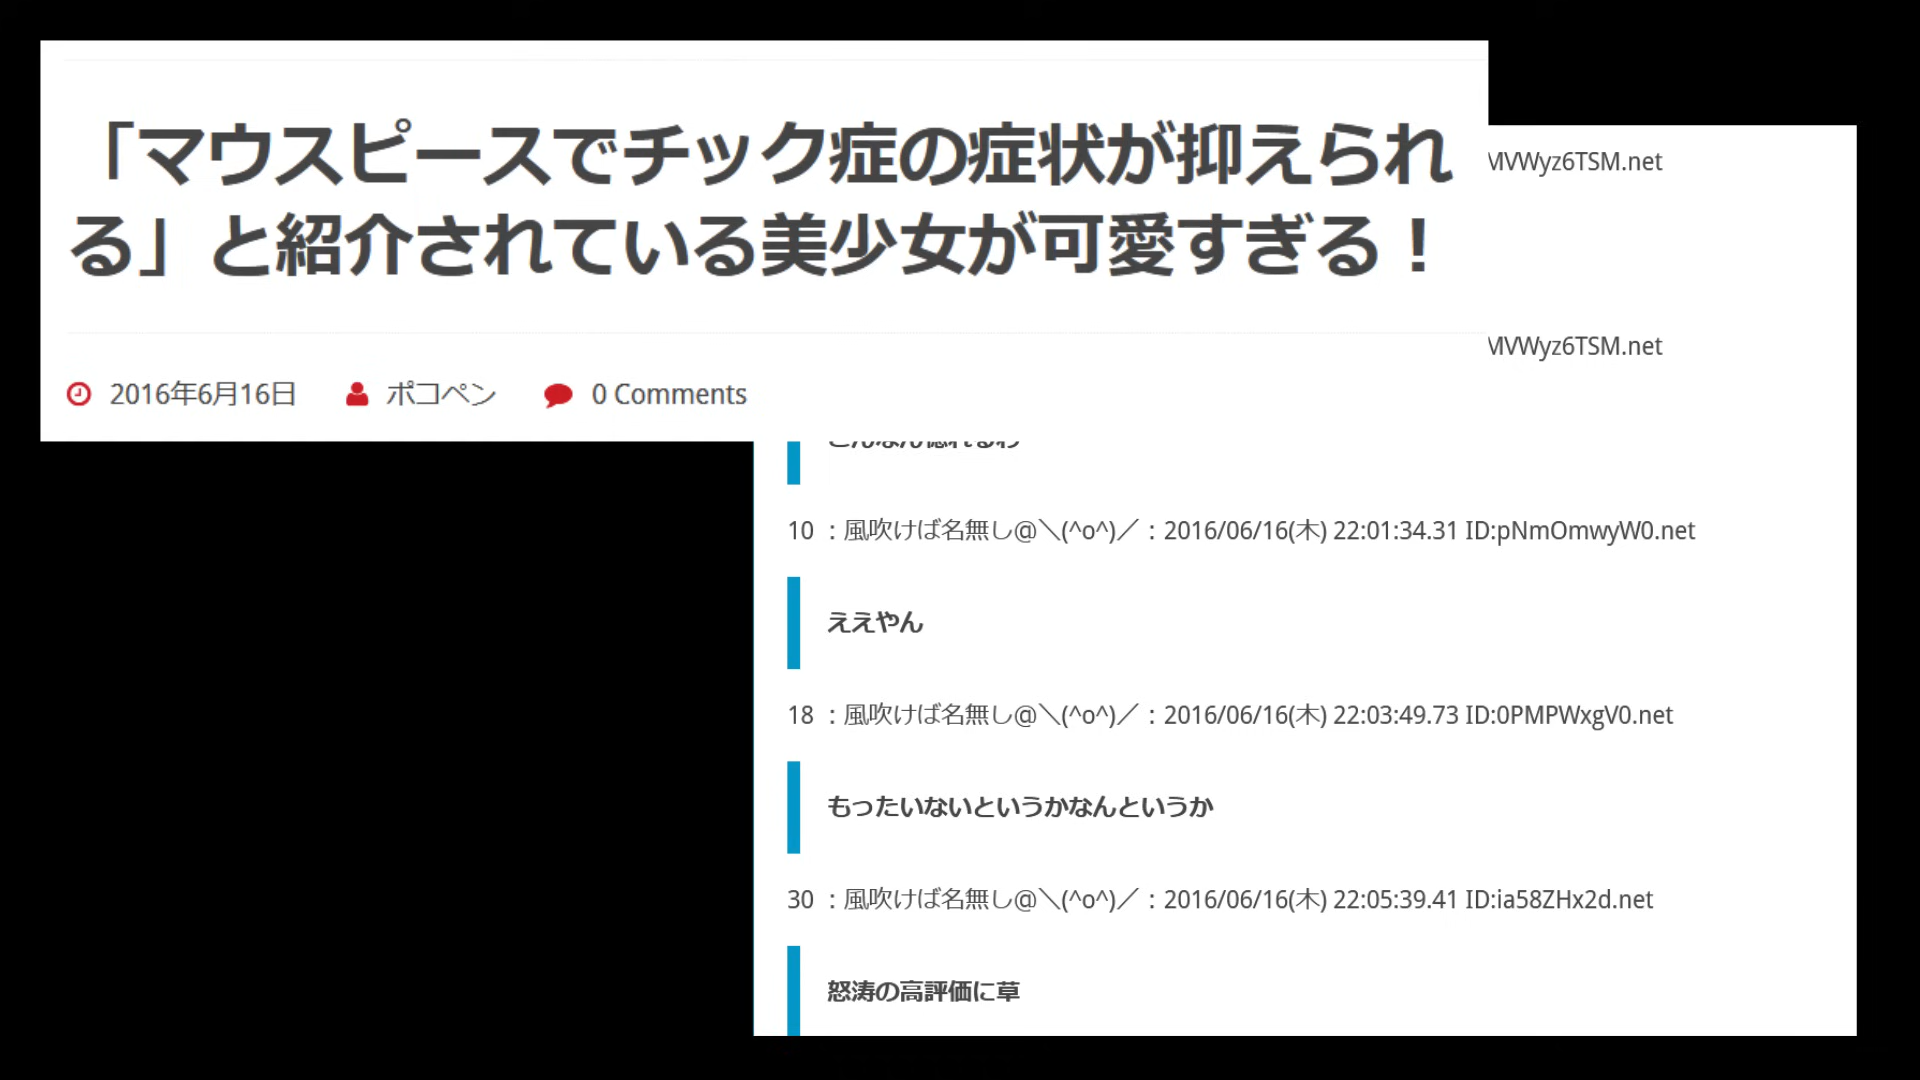 「マウスピースでチック症の症状が抑えられ
る」と紹介されている美少女が可愛すぎる！
2016年6月16日 ポコペン 0 Comments
MVWyz6TSM.net
MVWyz6TSM.net
10 ：風吹けば名無し@＼(^o^)／：2016/06/16(木) 22:01:34.31 ID:pNmOmwyW0.net
ええやん
18 ：風吹けば名無し@＼(^o^)／：2016/06/16(木) 22:03:49.73 ID:0PMPWxgV0.net
もったいないというかなんというか
30 ：風吹けば名無し@＼(^o^)／：2016/06/16(木) 22:05:39.41 ID:ia58ZHx2d.net
怒涛の高評価に草